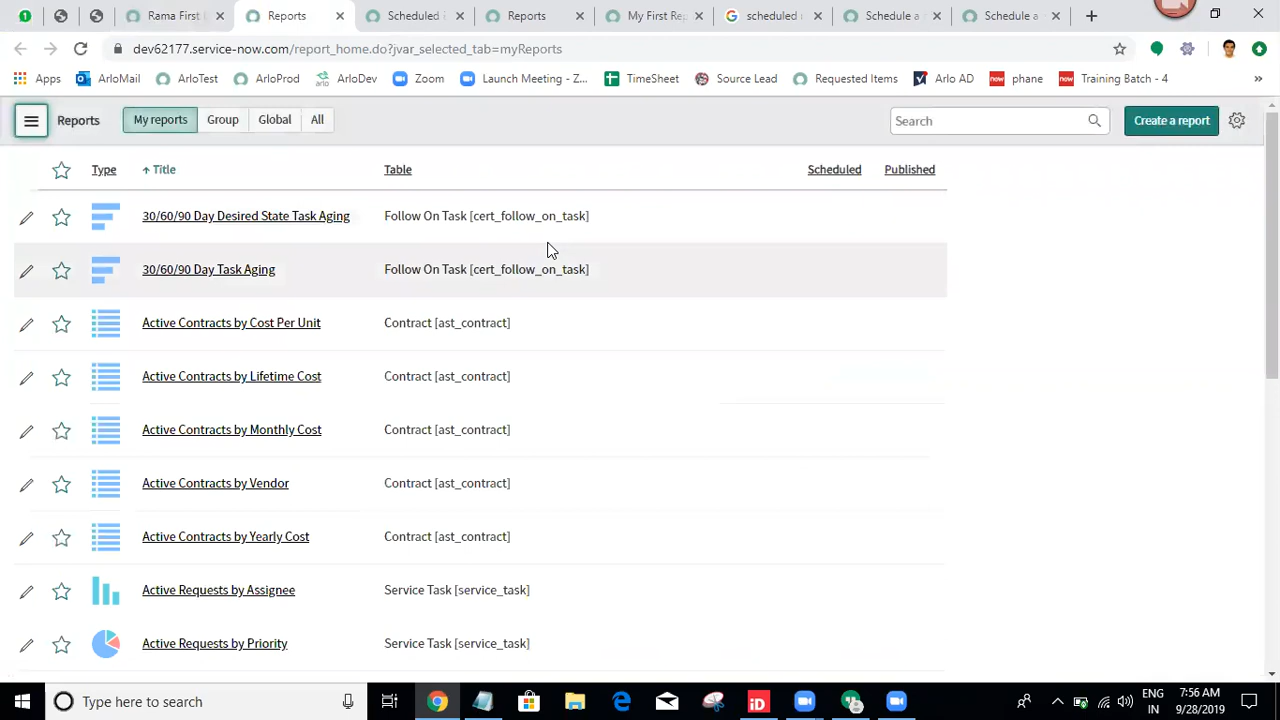 Rama First D
Reports
Scheduled i
Reports
My First Re
scheduled r
Schedule a
Schedule a
dev62177.service-now.com/report_home.do?jvar_selected_tab=myReports
Apps
ArloMail
ArloTest
ArloProd
ArloDev
Zoom
Launch Meeting - Z...
TimeSheet
Source Lead
Requested Items
Arlo AD
now phane
now Training Batch - 4
»
Reports
My reports
Group
Global
All
Search
Create a report
Type
Title
Table
Scheduled
Published
30/60/90 Day Desired State Task Aging
Follow On Task [cert_follow_on_task]
30/60/90 Day Task Aging
Follow On Task [cert_follow_on_task]
Active Contracts by Cost Per Unit
Contract [ast_contract]
Active Contracts by Lifetime Cost
Contract [ast_contract]
Active Contracts by Monthly Cost
Contract [ast_contract]
Active Contracts by Vendor
Contract [ast_contract]
Active Contracts by Yearly Cost
Contract [ast_contract]
Active Requests by Assignee
Service Task [service_task]
Active Requests by Priority
Service Task [service_task]
Type here to search
iD
ENG
IN
7:56 AM
9/28/2019